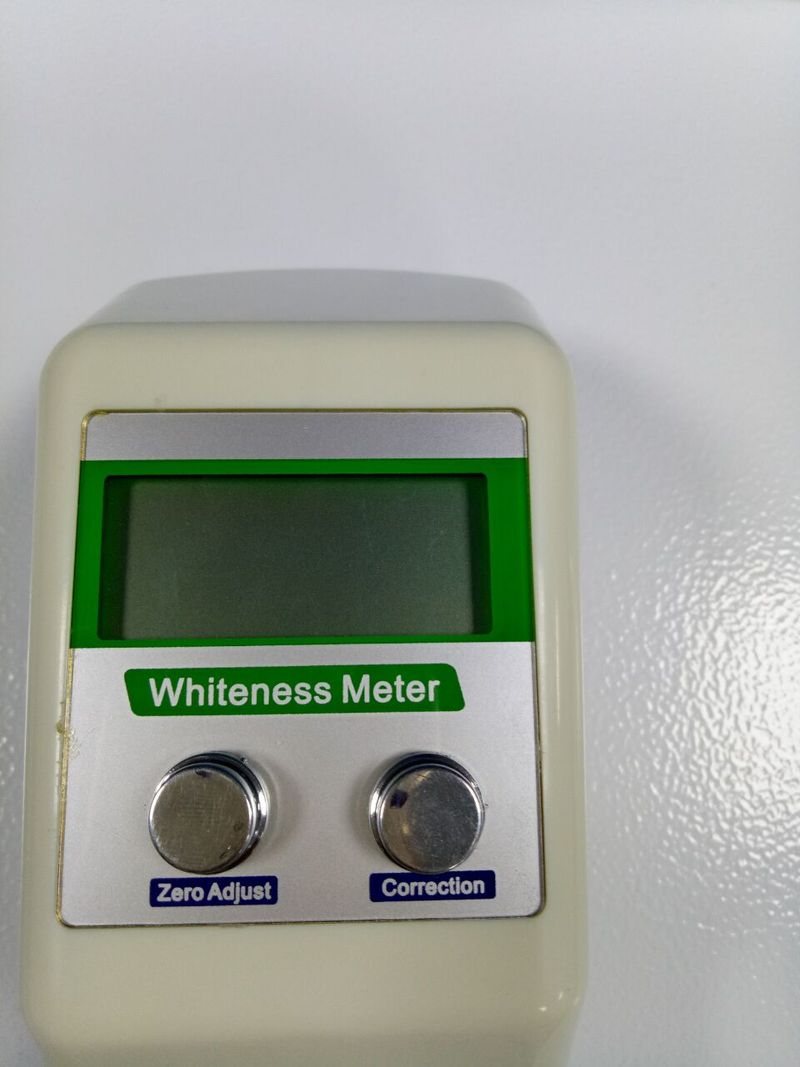 Whiteness Meter
Zero Adjust
Correction